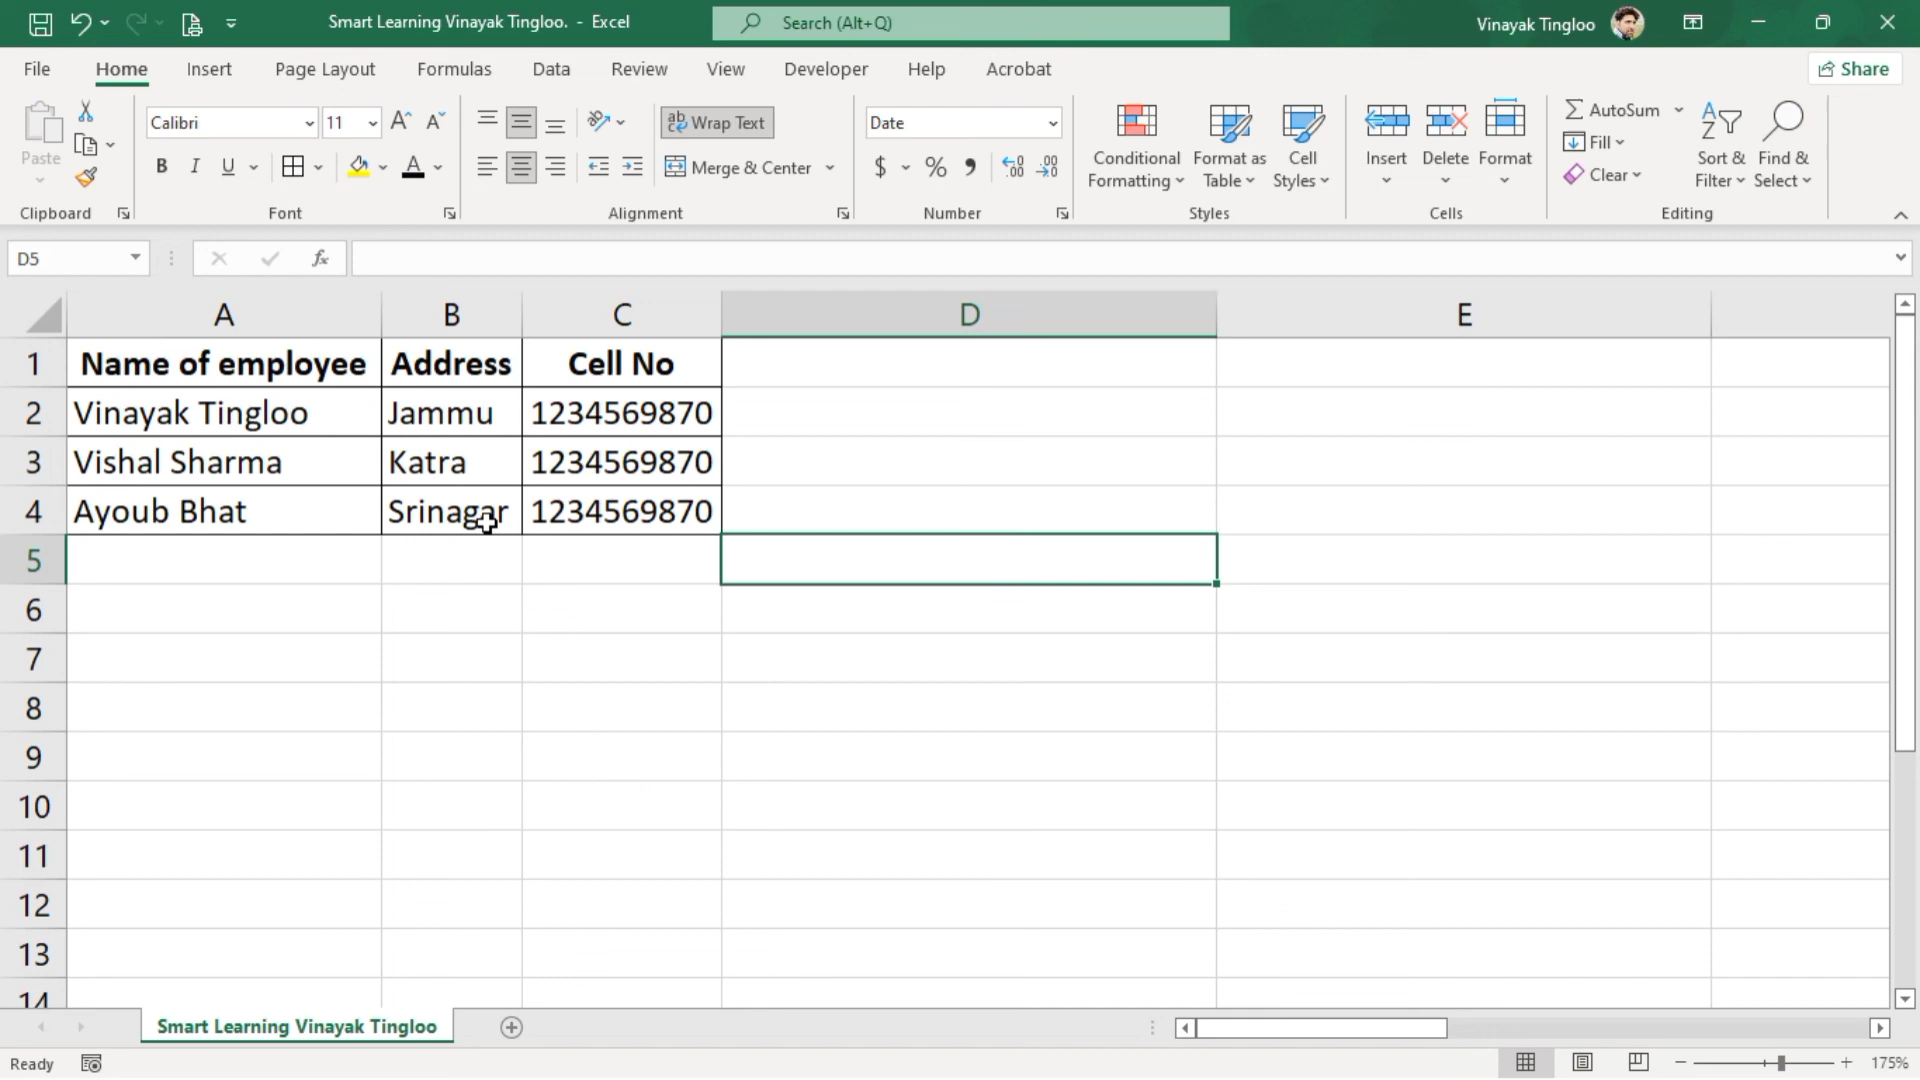 Smart Learning Vinayak Tingloo. - Excel
Search (Alt+Q)
Vinayak Tingloo
File Home Insert Page Layout Formulas Data Review View Developer Help Acrobat
Share
Paste
Clipboard
Calibri 11
B I U A
Font
Wrap Text
Merge & Center
Alignment
Date
$ % 9
Number
Conditional Formatting
Format as Table
Cell Styles
Styles
Insert Delete Format
Cells
AutoSum
Fill
Clear
Sort & Filter
Find & Select
Editing
D5 fx
A B C D E
1 Name of employee Address Cell No
2 Vinayak Tingloo Jammu 1234569870
3 Vishal Sharma Katra 1234569870
4 Ayoub Bhat Srinagar 1234569870
5
6
7
8
9
10
11
12
13
14
Smart Learning Vinayak Tingloo
Ready
175%